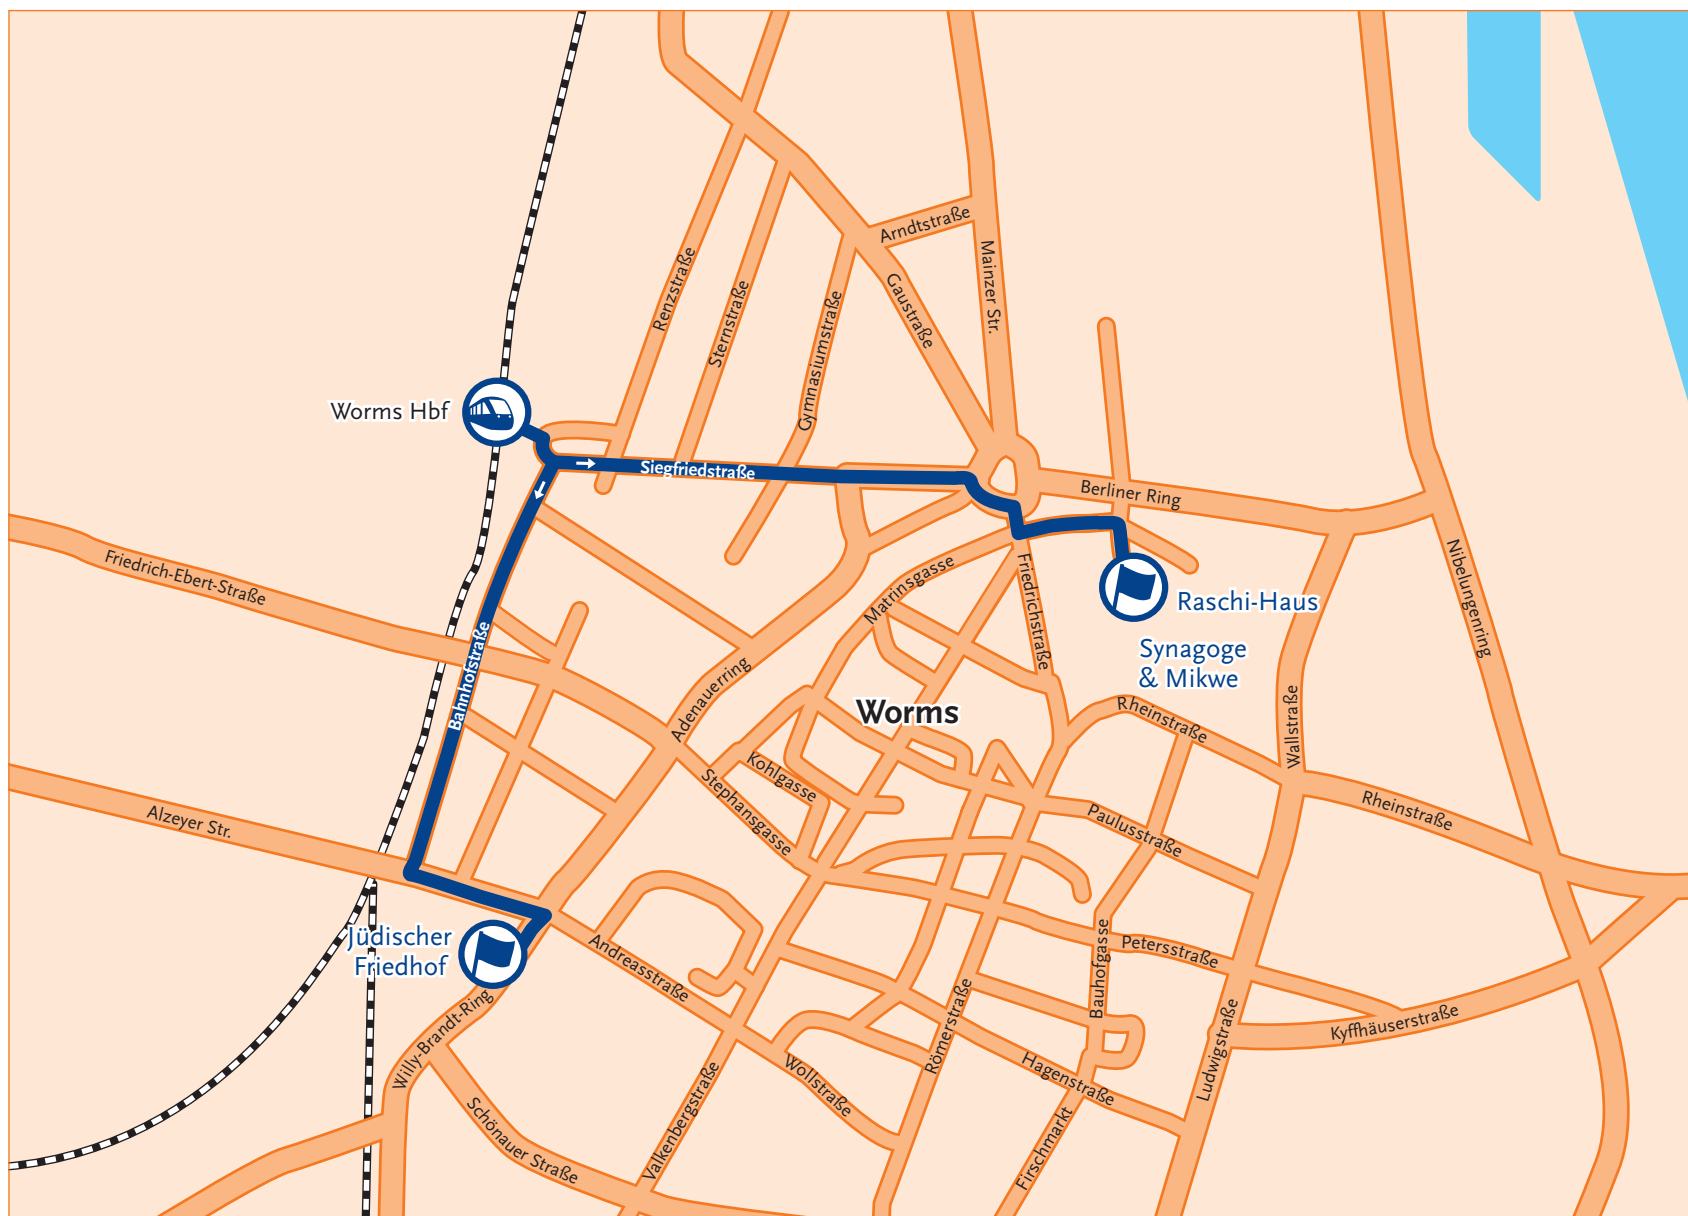 Arndtstraße
Mainzer Str.
Renzstraße
Sternstraße
Gymnasiumstraße
Gaustraße
Worms Hbf
Siegfriedstraße
Berliner Ring
Friedrich-Ebert-Straße
Matrinsgasse
Friedrichstraße
Raschi-Haus
Synagoge
& Mikwe
Nibelungenring
Bahnhofstraße
Adenauerring
Worms
Rheinstraße
Wallstraße
Kohlgasse
Stephansgasse
Alzeyer Str.
Paulusstraße
Rheinstraße
Jüdischer
Friedhof
Andreasstraße
Bauhofgasse
Petersstraße
Willy-Brandt-Ring
Römerstraße
Kyffhäuserstraße
Ludwigstraße
Wollstraße
Hagenstraße
Valkenbergstraße
Schönauer Straße
Firschmarkt